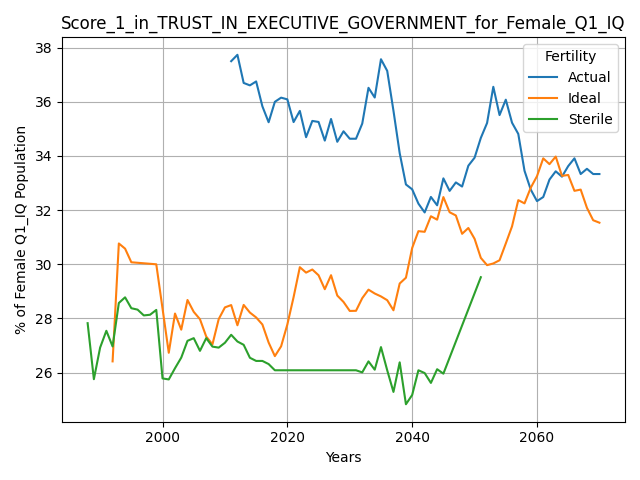 Score_1_in_TRUST_IN_EXECUTIVE_GOVERNMENT_for_Female_Q1_IQ
Fertility
Actual
Ideal
Sterile
% of Female Q1_IQ Population
38
36
34
32
30
28
26
2000
2020
2040
2060
Years